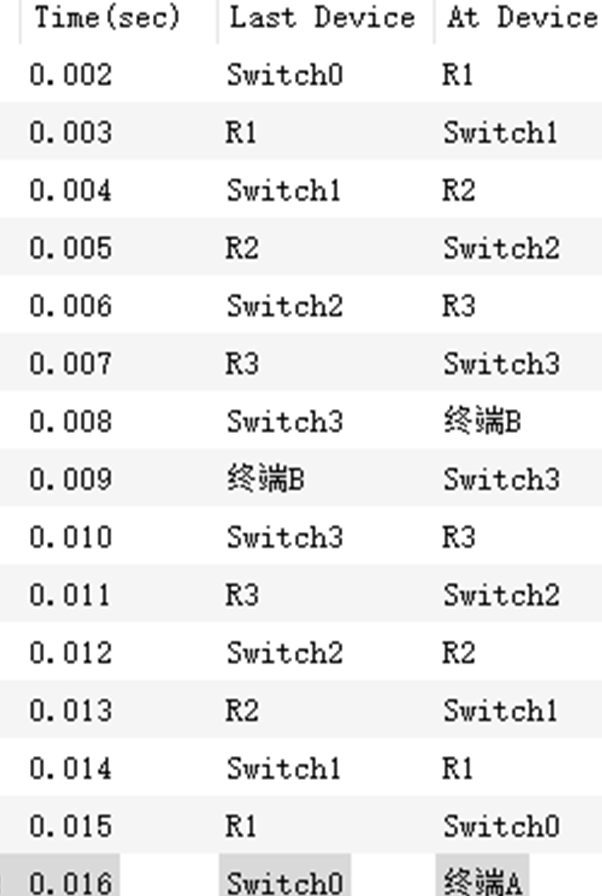 Time(sec) Last Device At Device
0.002 Switch0 R1
0.003 R1 Switch1
0.004 Switch1 R2
0.005 R2 Switch2
0.006 Switch2 R3
0.007 R3 Switch3
0.008 Switch3 终端B
0.009 终端B Switch3
0.010 Switch3 R3
0.011 R3 Switch2
0.012 Switch2 R2
0.013 R2 Switch1
0.014 Switch1 R1
0.015 R1 Switch0
0.016 Switch0 终端A